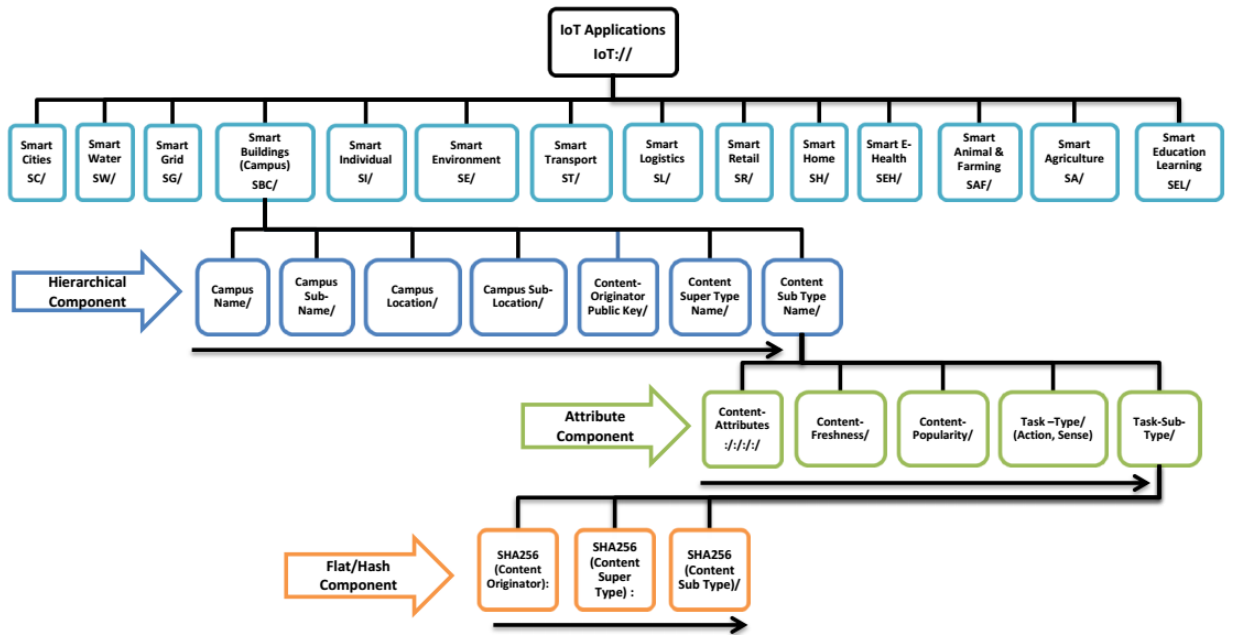 IoT Applications
IoT://
Smart
Cities
SC/
Smart
Water
SW/
Smart
Grid
SG/
Smart
Buildings
(Campus)
SBC/
Smart
Individual
SI/
Smart
Environment
SE/
Smart
Transport
ST/
Smart
Logistics
SL/
Smart
Retail
SR/
Smart
Home
SH/
Smart E-
Health
SEH/
Smart
Animal &
Farming
SAF/
Smart
Agriculture
SA/
Smart
Education
Learning
SEL/
Hierarchical
Component
Campus
Name/
Campus
Sub-
Name/
Campus
Location/
Campus Sub-
Location/
Content-
Originator
Public Key/
Content
Super Type
Name/
Content
Sub Type
Name/
Attribute
Component
Content-
Attributes
:/:/:/:/
Content-
Freshness/
Content-
Popularity/
Task –Type/
(Action, Sense)
Task-Sub-
Type/
Flat/Hash
Component
SHA256
(Content
Originator):
SHA256
(Content
Super
Type) :
SHA256
(Content
Sub Type)/